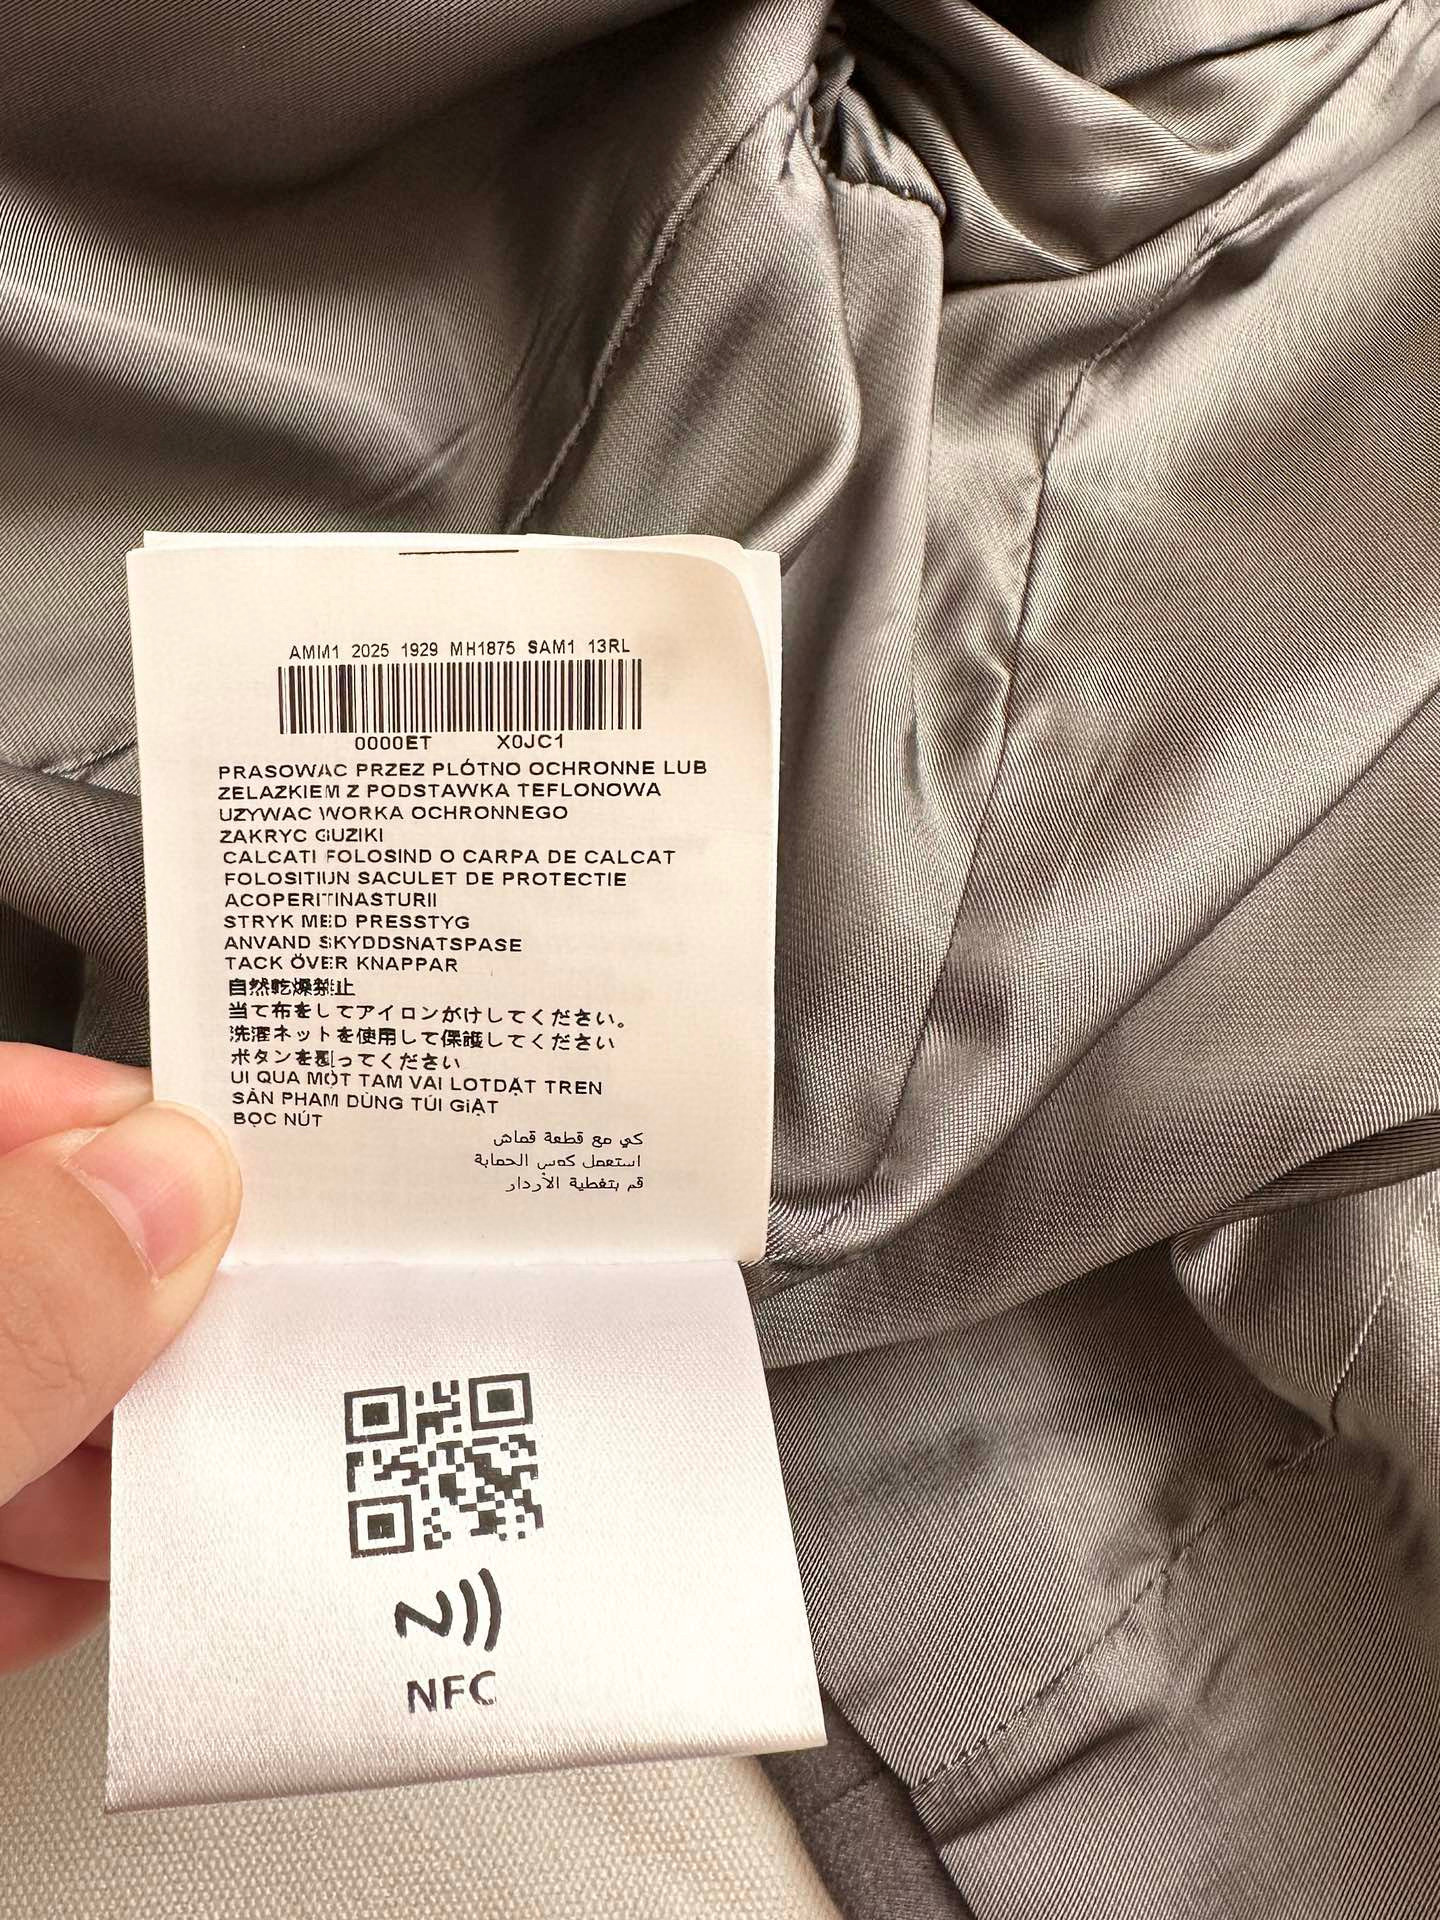 AMM1 2025 1929 MH1875 SAM1 13RL
0000ET X0JC1
PRASOWAC PRZEZ PLÓTNO OCHRONNE LUB
ZELAZKIEM Z PODSTAWKA TEFLONOWA
UZYWAC WORKA OCHRONNEGO
ZAKRYC GUZIKI
CALCATI FOLOSIND O CARPA DE CALCAT
FOLOSITIUN SACULET DE PROTECTIE
ACOPERITINASTURII
STRYK MED PRESSTYG
ANVAND SKYDDSNATSPASE
TACK ÖVER KNAPPAR
自然乾燥禁止
当て布をしてアイロンがけしてください。
洗濯ネットを使用して保護してください
ボタンを覆ってください
UI QUA MỘT TAM VAI LOTDẶT TREN
SẢN PHAM DÙNG TÚI GIẶT
BỌC NÚT
كي مع قطعة قماش
استعمل كمس الحماية
قم بتغطية الأردار
NFC